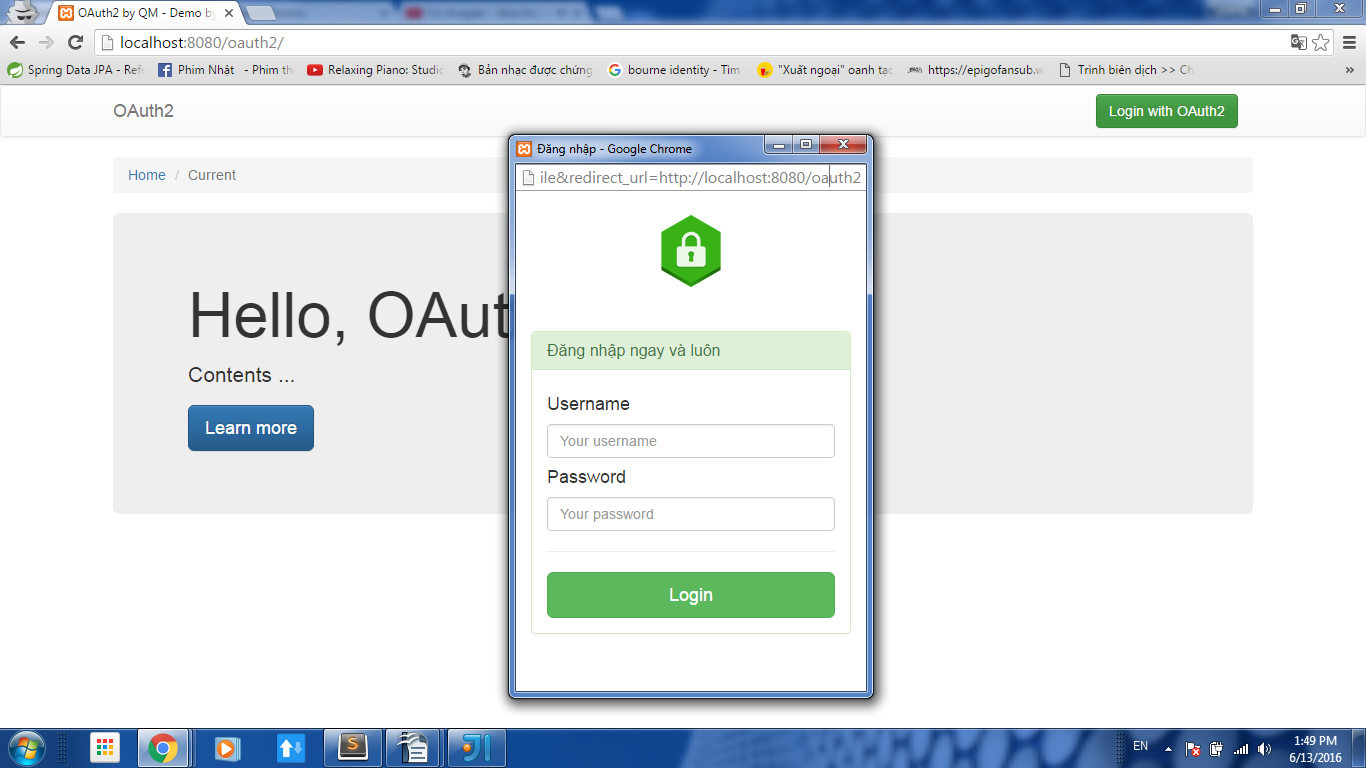 OAuth2 by QM - Demo by
localhost:8080/oauth2/
Spring Data JPA - Refe
Phim Nhật - Phim th
Relaxing Piano: Studio
Bản nhạc được chứng
bourne identity - Tìm
"Xuất ngoại" oanh tạc
https://epigofansub.w
Trình biên dịch >> Ch
»
OAuth2
Login with OAuth2
Home / Current
Hello, OAut
Contents ...
Learn more
Đăng nhập - Google Chrome
ile&redirect_url=http://localhost:8080/oauth2
Đăng nhập ngay và luôn
Username
Your username
Password
Your password
Login
EN
1:49 PM
6/13/2016